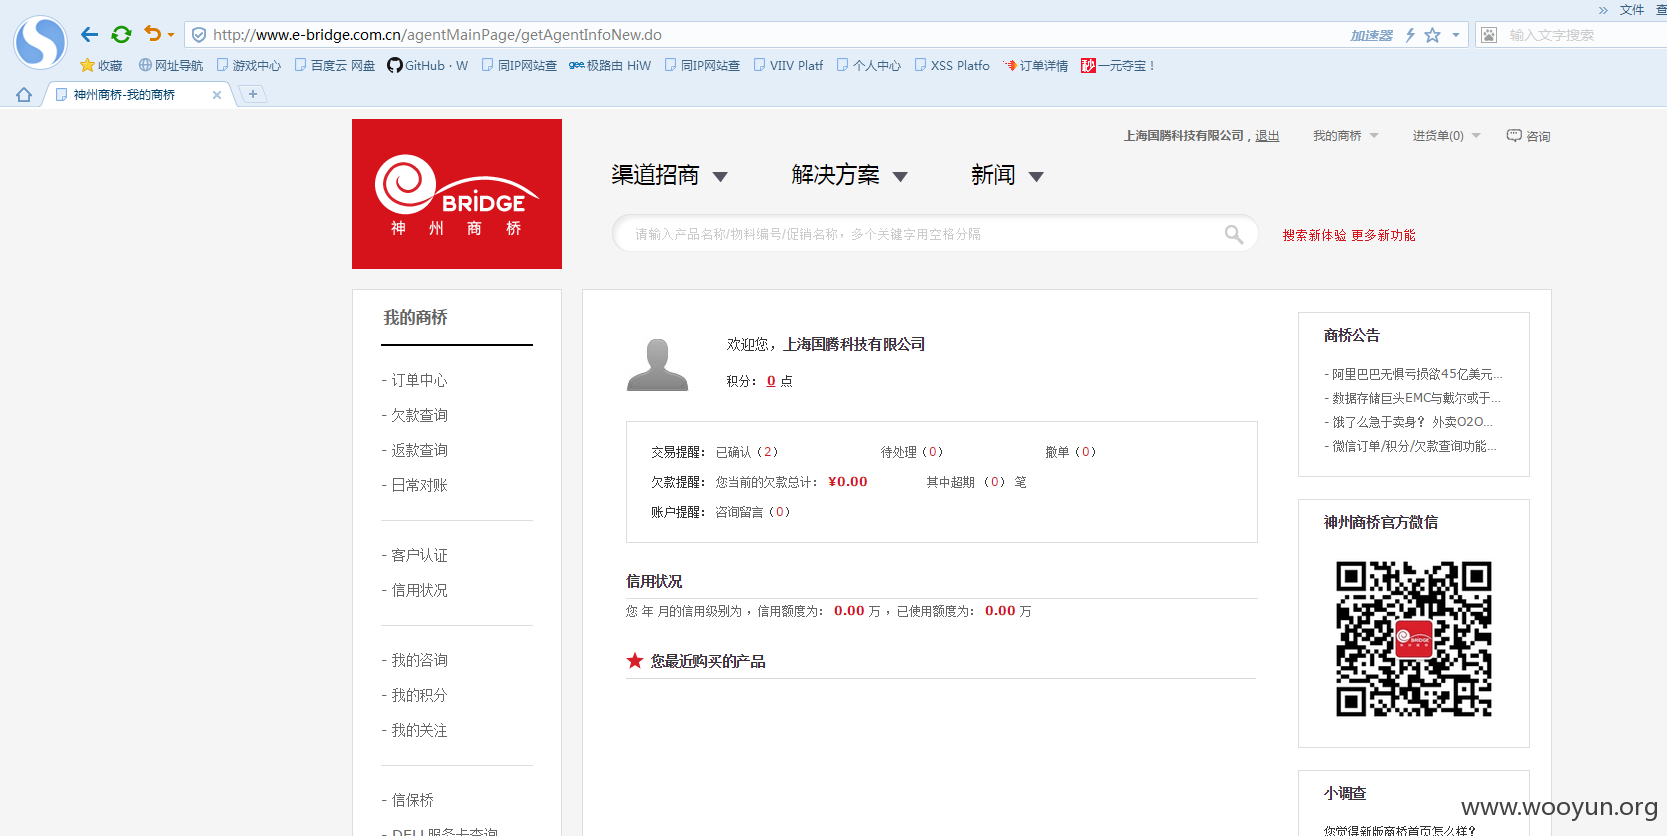 » 文件 查
http://www.e-bridge.com.cn/agentMainPage/getAgentInfoNew.do 加速器 输入文字搜索
收藏 网址导航 游戏中心 百度云 网盘 GitHub · W 同IP网站查 极路由 HiW 同IP网站查 VIIV Platf 个人中心 XSS Platfo 订单详情 一元夺宝！
神州商桥-我的商桥
上海国腾科技有限公司 , 退出 我的商桥 进货单(0) 咨询
渠道招商 解决方案 新闻
BRIDGE
神州商桥
请输入产品名称/物料编号/促销名称，多个关键字用空格分隔
搜索新体验 更多新功能
我的商桥
- 订单中心
- 欠款查询
- 返款查询
- 日常对账
- 客户认证
- 信用状况
- 我的咨询
- 我的积分
- 我的关注
- 信保桥
- DELL服务卡查询
欢迎您，上海国腾科技有限公司
积分： 0 点
交易提醒： 已确认（2） 待处理（0） 撤单（0）
欠款提醒： 您当前的欠款总计： ¥0.00 其中超期 （0） 笔
账户提醒： 咨询留言（0）
信用状况
您 年 月的信用级别为 ，信用额度为： 0.00 万 ，已使用额度为： 0.00 万
您最近购买的产品
商桥公告
- 阿里巴巴无惧亏损欲45亿美元...
- 数据存储巨头EMC与戴尔或于...
- 饿了么急于卖身？ 外卖O2O...
- 微信订单/积分/欠款查询功能...
神州商桥官方微信
BRIDGE
小调查
您觉得新版商桥首页怎么样?
www.wooyun.org